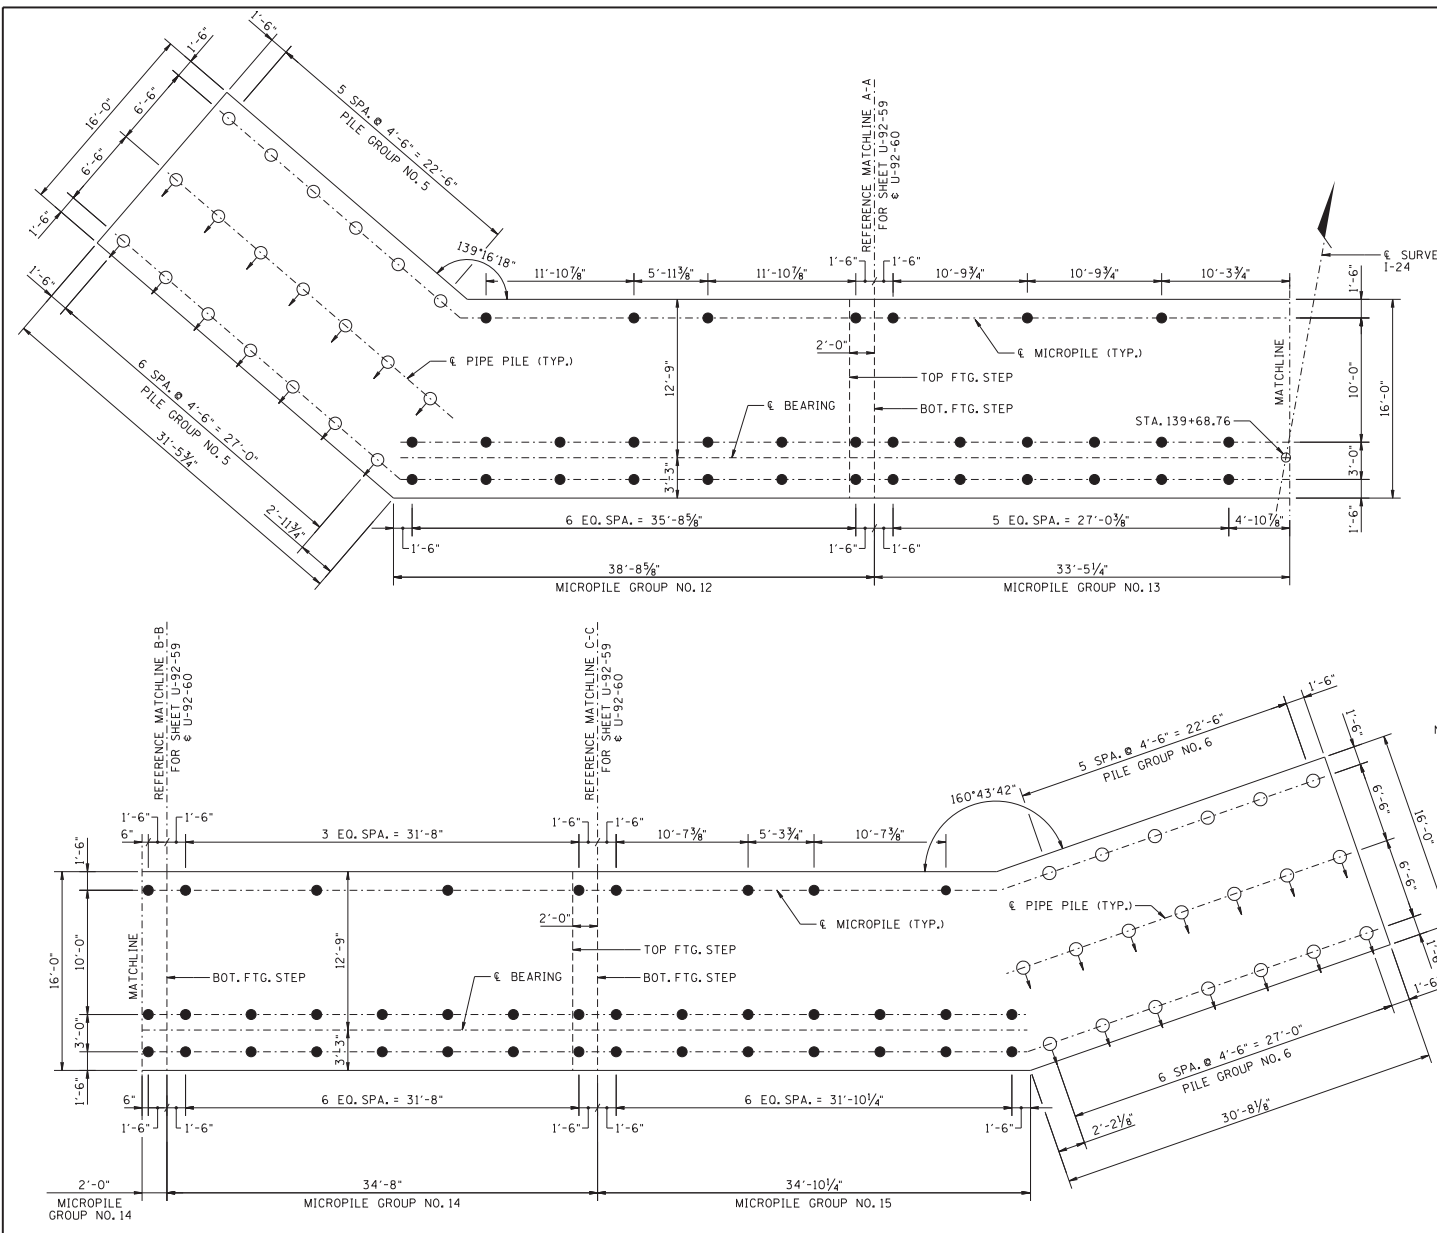 1'-6"
1'-6"
16'-0"
6'-6"
6'-6"
1'-6"
5 SPA. @ 4'-6" = 22'-6"
PILE GROUP NO. 5
139°16'18"
1'-6"
6 SPA. @ 4'-6" = 27'-0"
PILE GROUP NO. 5
31'-5¾"
2'-11¾"
REFERENCE MATCHLINE A-A
FOR SHEET U-92-59
& U-92-60
11'-10⅞"
5'-11⅜"
11'-10⅞"
1'-6"
1'-6"
10'-9¾"
10'-9¾"
10'-3¾"
℄ SURVE
I-24
1'-6"
10'-0"
16'-0"
3'-0"
1'-6"
℄ PIPE PILE (TYP.)
12'-9"
2'-0"
℄ MICROPILE (TYP.)
TOP FTG. STEP
℄ BEARING
BOT. FTG. STEP
MATCHLINE
STA. 139+68.76
3'-3"
6 EQ. SPA. = 35'-8⅝"
5 EQ. SPA. = 27'-0⅜"
4'-10⅞"
1'-6"
1'-6"
1'-6"
38'-8⅝"
MICROPILE GROUP NO. 12
33'-5¼"
MICROPILE GROUP NO. 13
REFERENCE MATCHLINE B-B
FOR SHEET U-92-59
& U-92-60
REFERENCE MATCHLINE C-C
FOR SHEET U-92-59
& U-92-60
1'-6"
6"
1'-6"
1'-6"
3 EQ. SPA. = 31'-8"
1'-6"
1'-6"
10'-7⅜"
5'-3¾"
10'-7⅜"
160°43'42"
5 SPA. @ 4'-6" = 22'-6"
PILE GROUP NO. 6
1'-6"
1'-6"
6'-6"
16'-0"
6'-6"
1'-6
1'-6
16'-0"
10'-0"
3'-0"
1'-6"
MATCHLINE
12'-9"
2'-0"
℄ MICROPILE (TYP.)
℄ PIPE PILE (TYP.)
TOP FTG. STEP
BOT. FTG. STEP
℄ BEARING
BOT. FTG. STEP
3'-3"
6"
1'-6"
1'-6"
6 EQ. SPA. = 31'-8"
1'-6"
1'-6"
6 EQ. SPA. = 31'-10¼"
1'-6"
6 SPA. @ 4'-6" = 27'-0"
PILE GROUP NO. 6
30'-8⅛"
2'-2⅛"
2'-0"
MICROPILE
GROUP NO. 14
34'-8"
MICROPILE GROUP NO. 14
34'-10¼"
MICROPILE GROUP NO. 15